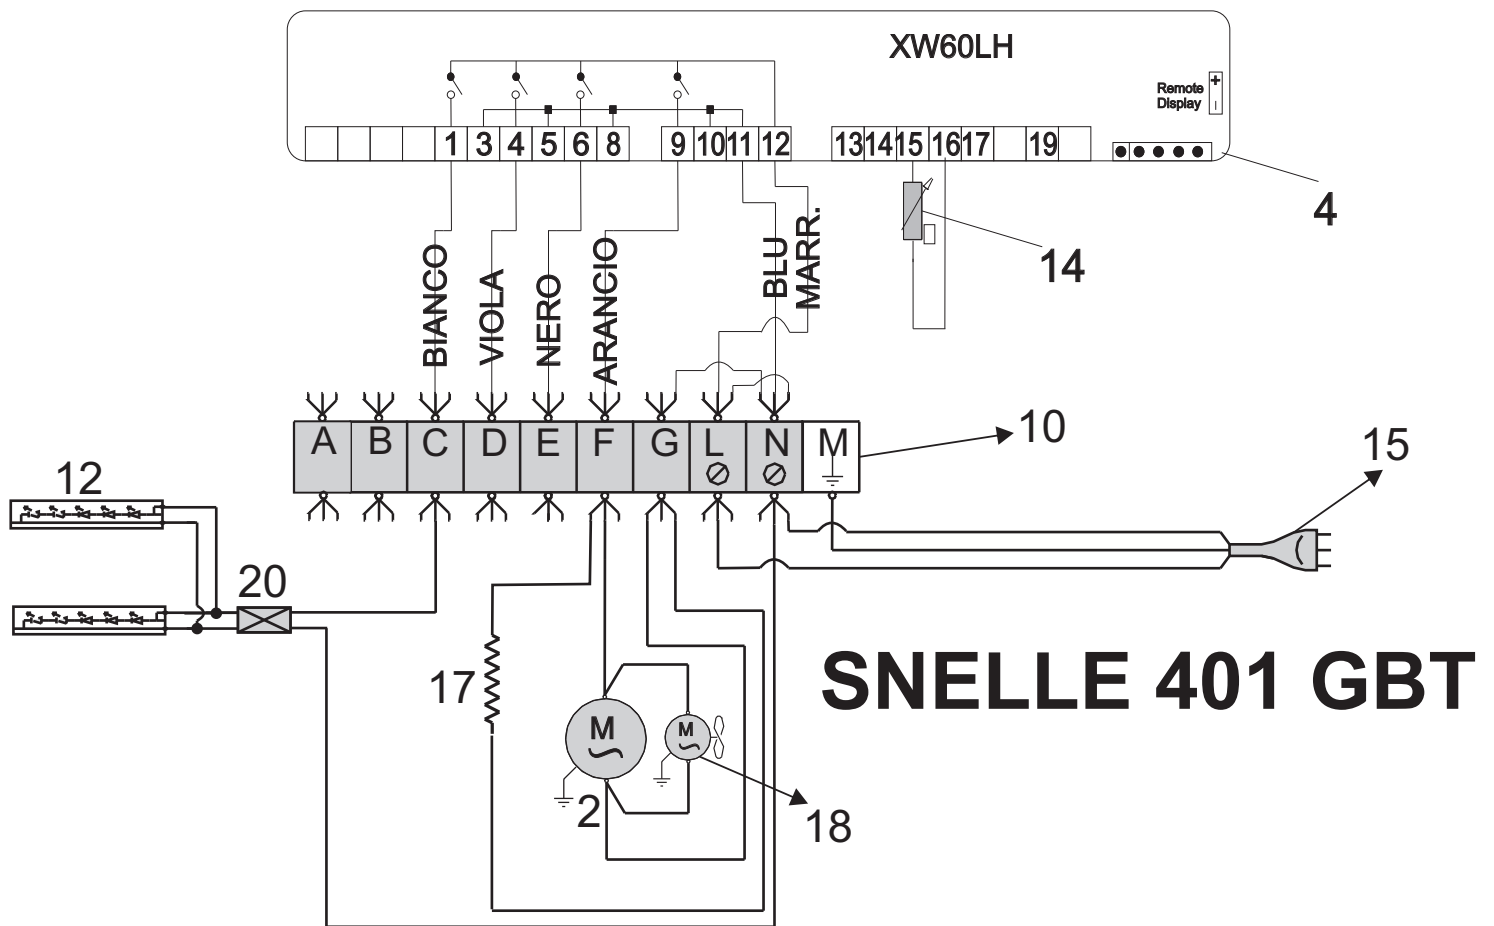 XW60LH
Remote
Display
+
-
1 3 4 5 6 8 9 10 11 12 13 14 15 16 17 19
4
14
BIANCO
VIOLA
NERO
ARANCIO
BLU
MARR.
A B C D E F G L N M
10
15
12
20
17
M
M
2
18
SNELLE 401 GBT